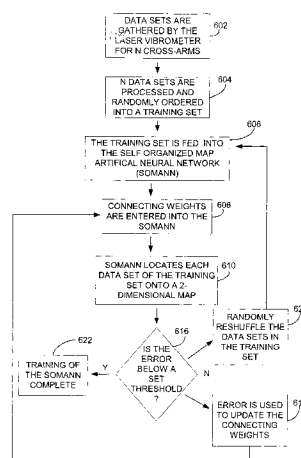 DATA SETS ARE
GATHERED BY THE
LASER VIBROMETER
FOR N CROSS-ARMS
602
N DATA SETS ARE
PROCESSED AND
RANDOMLY ORDERED
INTO A TRAINING SET
604
THE TRAINING SET IS FED INTO
THE SELF ORGANIZED MAP
ARTIFICAL NEURAL NETWORK
(SOMANN)
606
CONNECTING WEIGHTS
ARE ENTERED INTO THE
SOMANN
608
SOMANN LOCATES EACH
DATA SET OF THE TRAINING
SET ONTO A 2-
DIMENSIONAL MAP
610
IS THE
ERROR
BELOW A
SET
THRESHOLD
?
616
Y
N
622
TRAINING OF
THE SOMANN
COMPLETE
RANDOMLY
RESHUFFLE THE
DATA SETS IN
THE TRAINING
SET
ERROR IS USED
TO UPDATE THE
CONNECTING
WEIGHTS